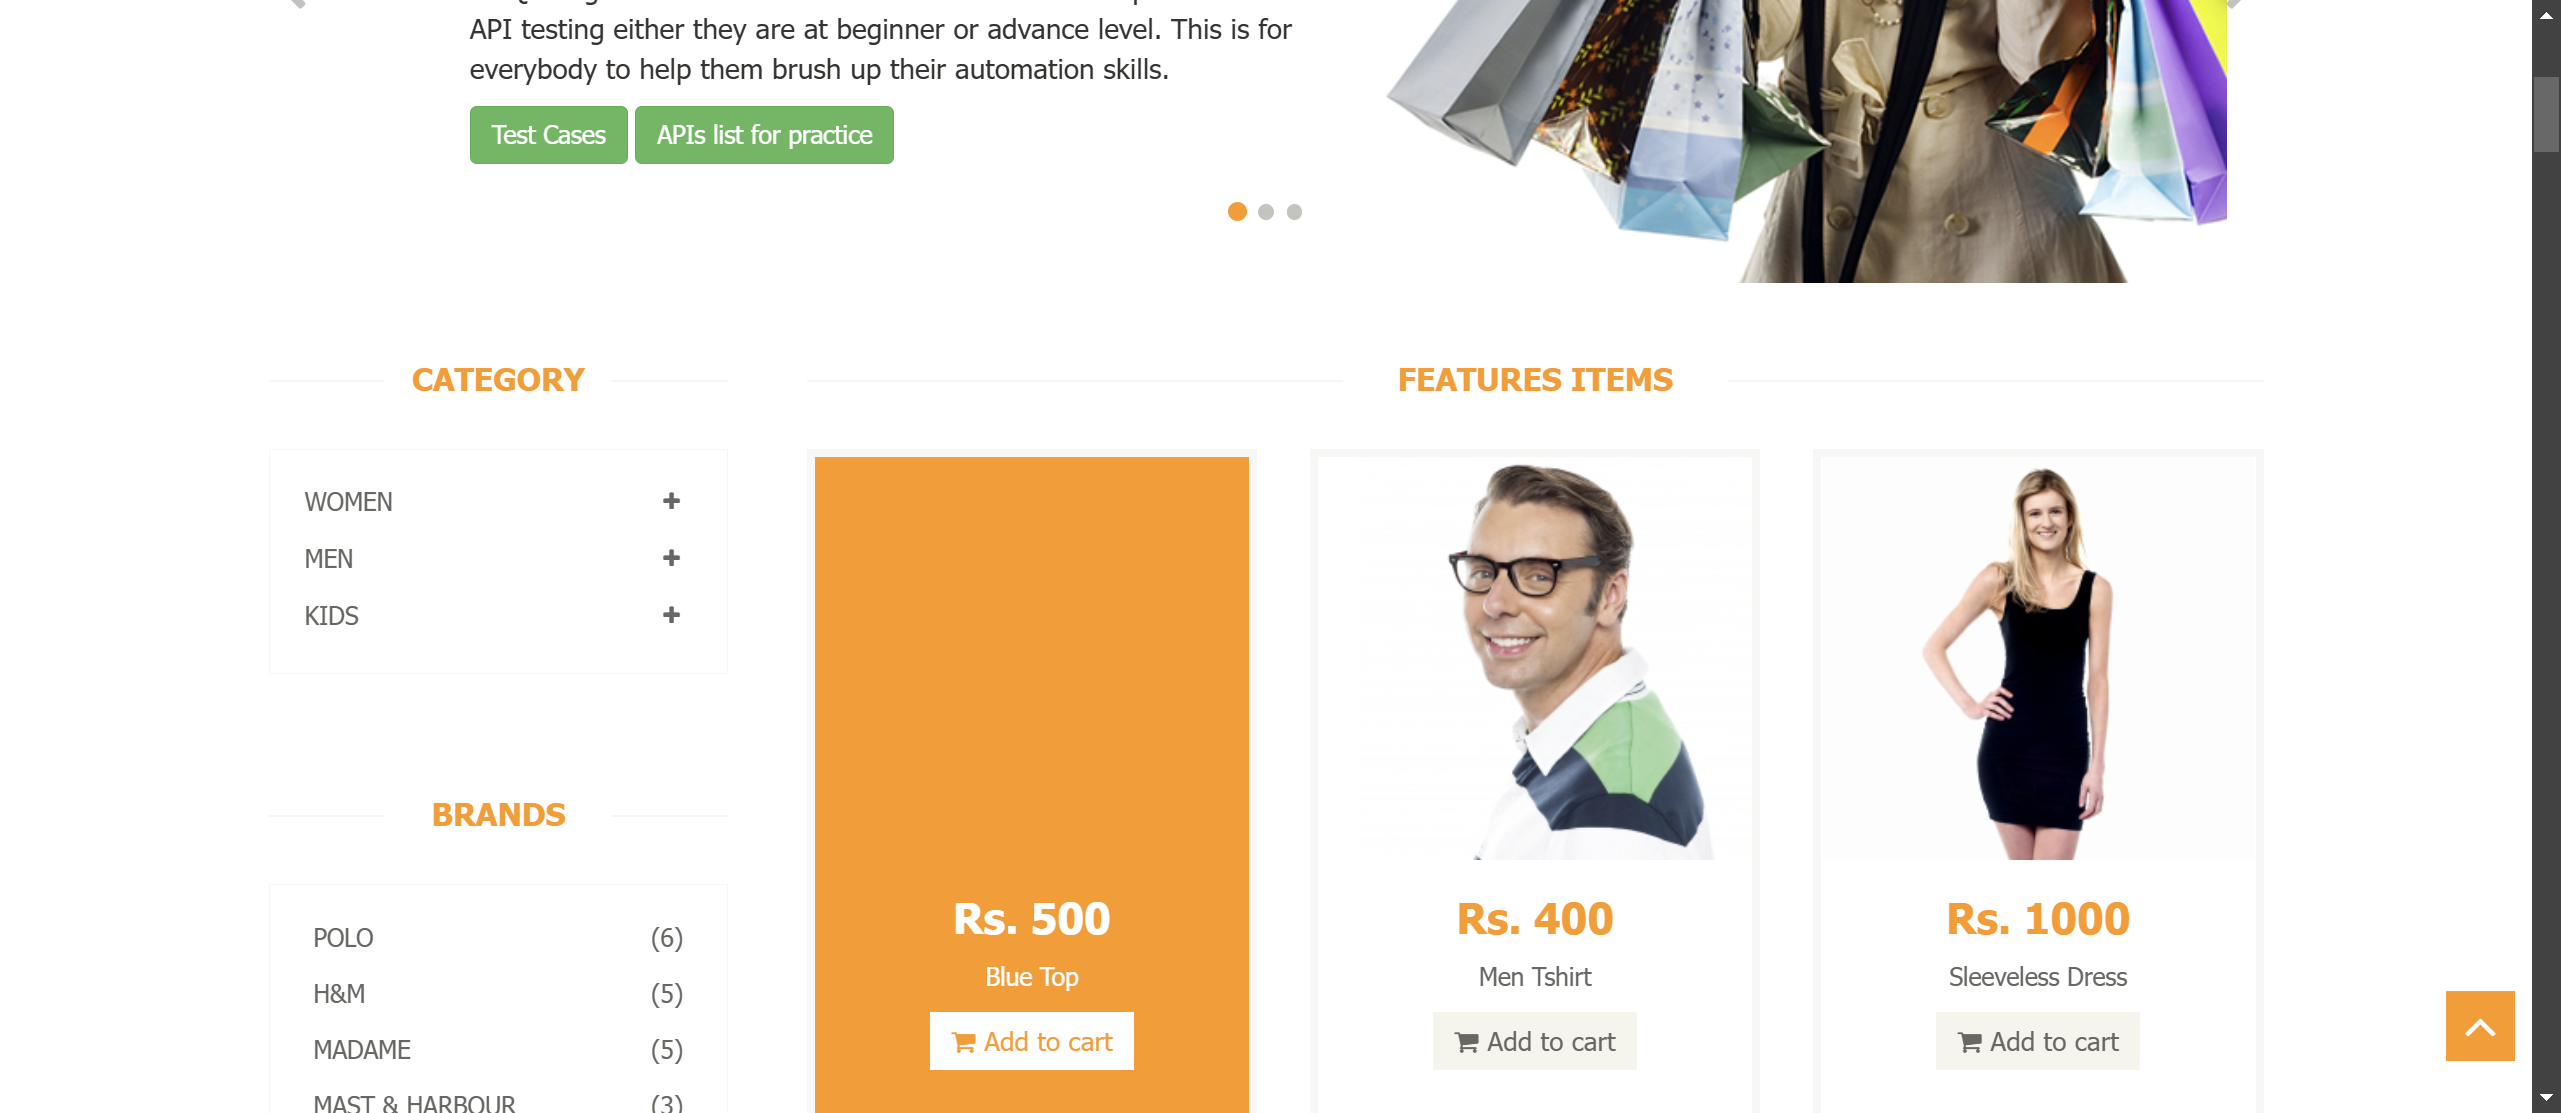 API testing either they are at beginner or advance level. This is for
everybody to help them brush up their automation skills.
Test Cases
APIs list for practice
CATEGORY
WOMEN
MEN
KIDS
BRANDS
POLO (6)
H&M (5)
MADAME (5)
MAST & HARBOUR (3)
FEATURES ITEMS
Rs. 500
Blue Top
Add to cart
Rs. 400
Men Tshirt
Add to cart
Rs. 1000
Sleeveless Dress
Add to cart